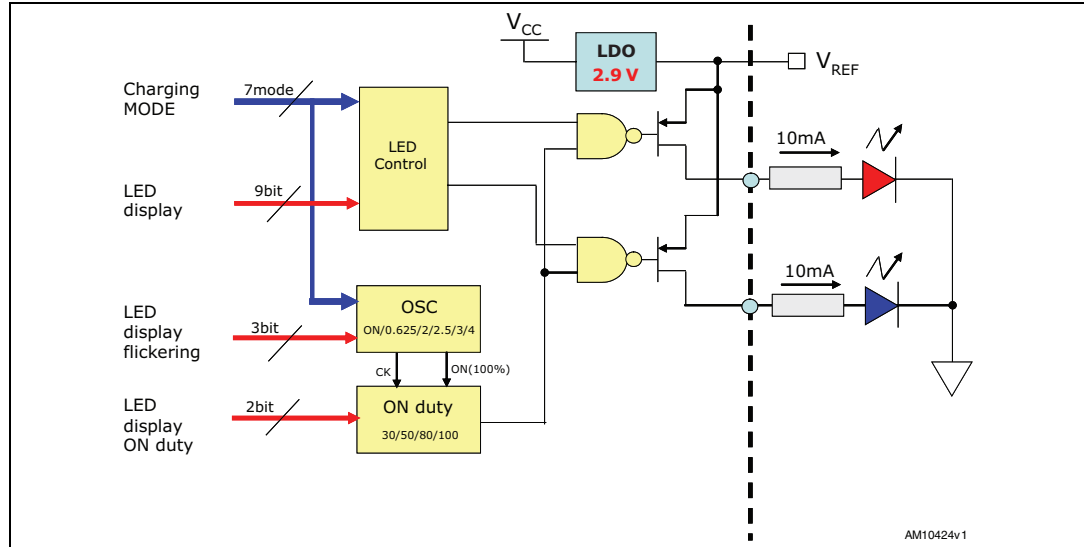 V_CC
LDO
2.9 V
V_REF
Charging
MODE
7mode
LED
Control
10mA
LED
display
9bit
10mA
LED
display
flickering
3bit
OSC
ON/0.625/2/2.5/3/4
CK
ON(100%)
LED
display
ON duty
2bit
ON duty
30/50/80/100
AM10424v1